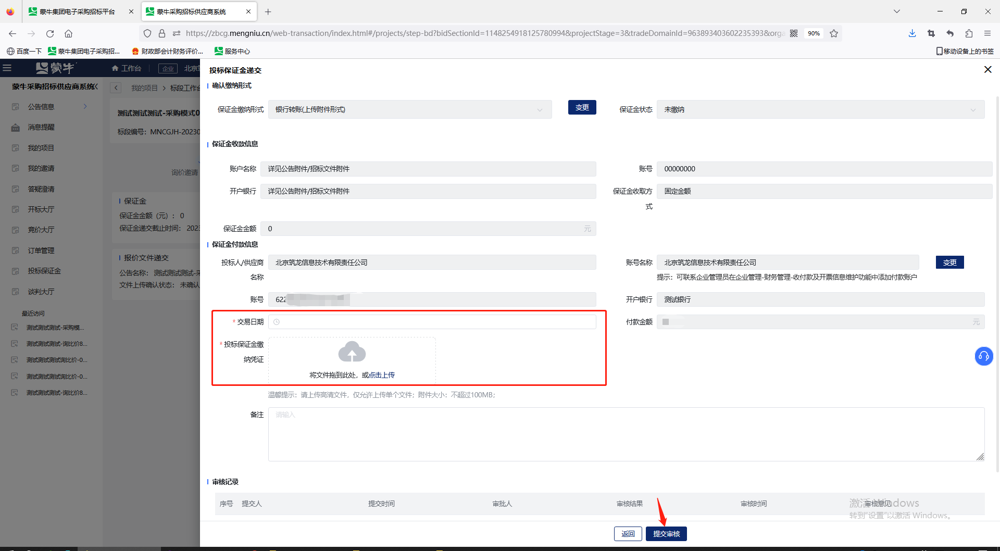 蒙牛集团电子采购招标平台
蒙牛采购招标供应商系统
https://zbcg.mengniu.cn/web-transaction/index.html#/projects/step-bd?bidSectionId=1148254918125780994&projectStage=3&tradeDomainId=963893403602235393&orga
90%
百度一下
蒙牛集团电子采购招...
财政部会计财务评价...
服务中心
移动设备上的书签
蒙牛
工作台
企业
北京筑
蒙牛采购招标供应商系统
公告信息
消息提醒
我的项目
我的邀请
答疑澄清
开标大厅
竞价大厅
订单管理
投标保证金
谈判大厅
最近访问
测试测试测试-采购模...
测试测试测试-询比价8...
测试测试测试询比价-0...
测试测试测试询比价-0...
测试测试测试-询比价8...
我的项目 > 标段工作台
测试测试测试-采购模式0
标段编号：MNCGJH-20230
询价邀请
保证金
保证金金额（元）：0
保证金递交截止时间：2023
报价文件递交
公告名称：测试测试测试-采
文件上传确认状态：未确认
投标保证金递交
确认缴纳形式
保证金缴纳形式
银行转账(上传附件形式)
变更
保证金状态
未缴纳
保证金收款信息
账户名称
详见公告附件/招标文件附件
账号
00000000
开户银行
详见公告附件/招标文件附件
保证金收取方
式
固定金额
保证金金额
0
元
保证金付款信息
投标人/供应商
名称
北京筑龙信息技术有限责任公司
账号名称
北京筑龙信息技术有限责任公司
变更
提示：可联系企业管理员在企业管理-财务管理-收付款及开票信息维护功能中添加付款账户
账号
622
开户银行
测试银行
* 交易日期
付款金额
元
* 投标保证金缴
纳凭证
将文件拖到此处，或点击上传
温馨提示：请上传高清文件，仅允许上传单个文件；附件大小：不超过100MB；
备注
请输入
审核记录
序号
提交人
提交时间
审批人
审核结果
审核时间
审核意见
激活 Windows
转到"设置"以激活 Windows。
返回
提交审核